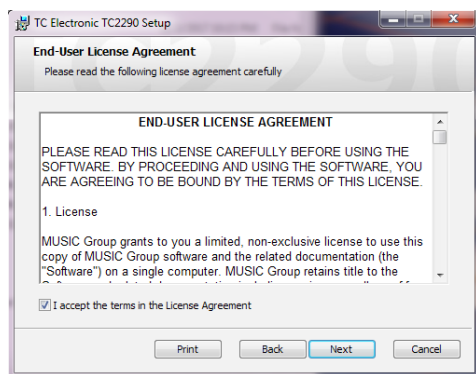 TC Electronic TC2290 Setup
End-User License Agreement
Please read the following license agreement carefully
END-USER LICENSE AGREEMENT
PLEASE READ THIS LICENSE CAREFULLY BEFORE USING THE
SOFTWARE. BY PROCEEDING AND USING THE SOFTWARE, YOU
ARE AGREEING TO BE BOUND BY THE TERMS OF THIS LICENSE.
1. License
MUSIC Group grants to you a limited, non-exclusive license to use this
copy of MUSIC Group software and the related documentation (the
"Software") on a single computer. MUSIC Group retains title to the
I accept the terms in the License Agreement
Print
Back
Next
Cancel